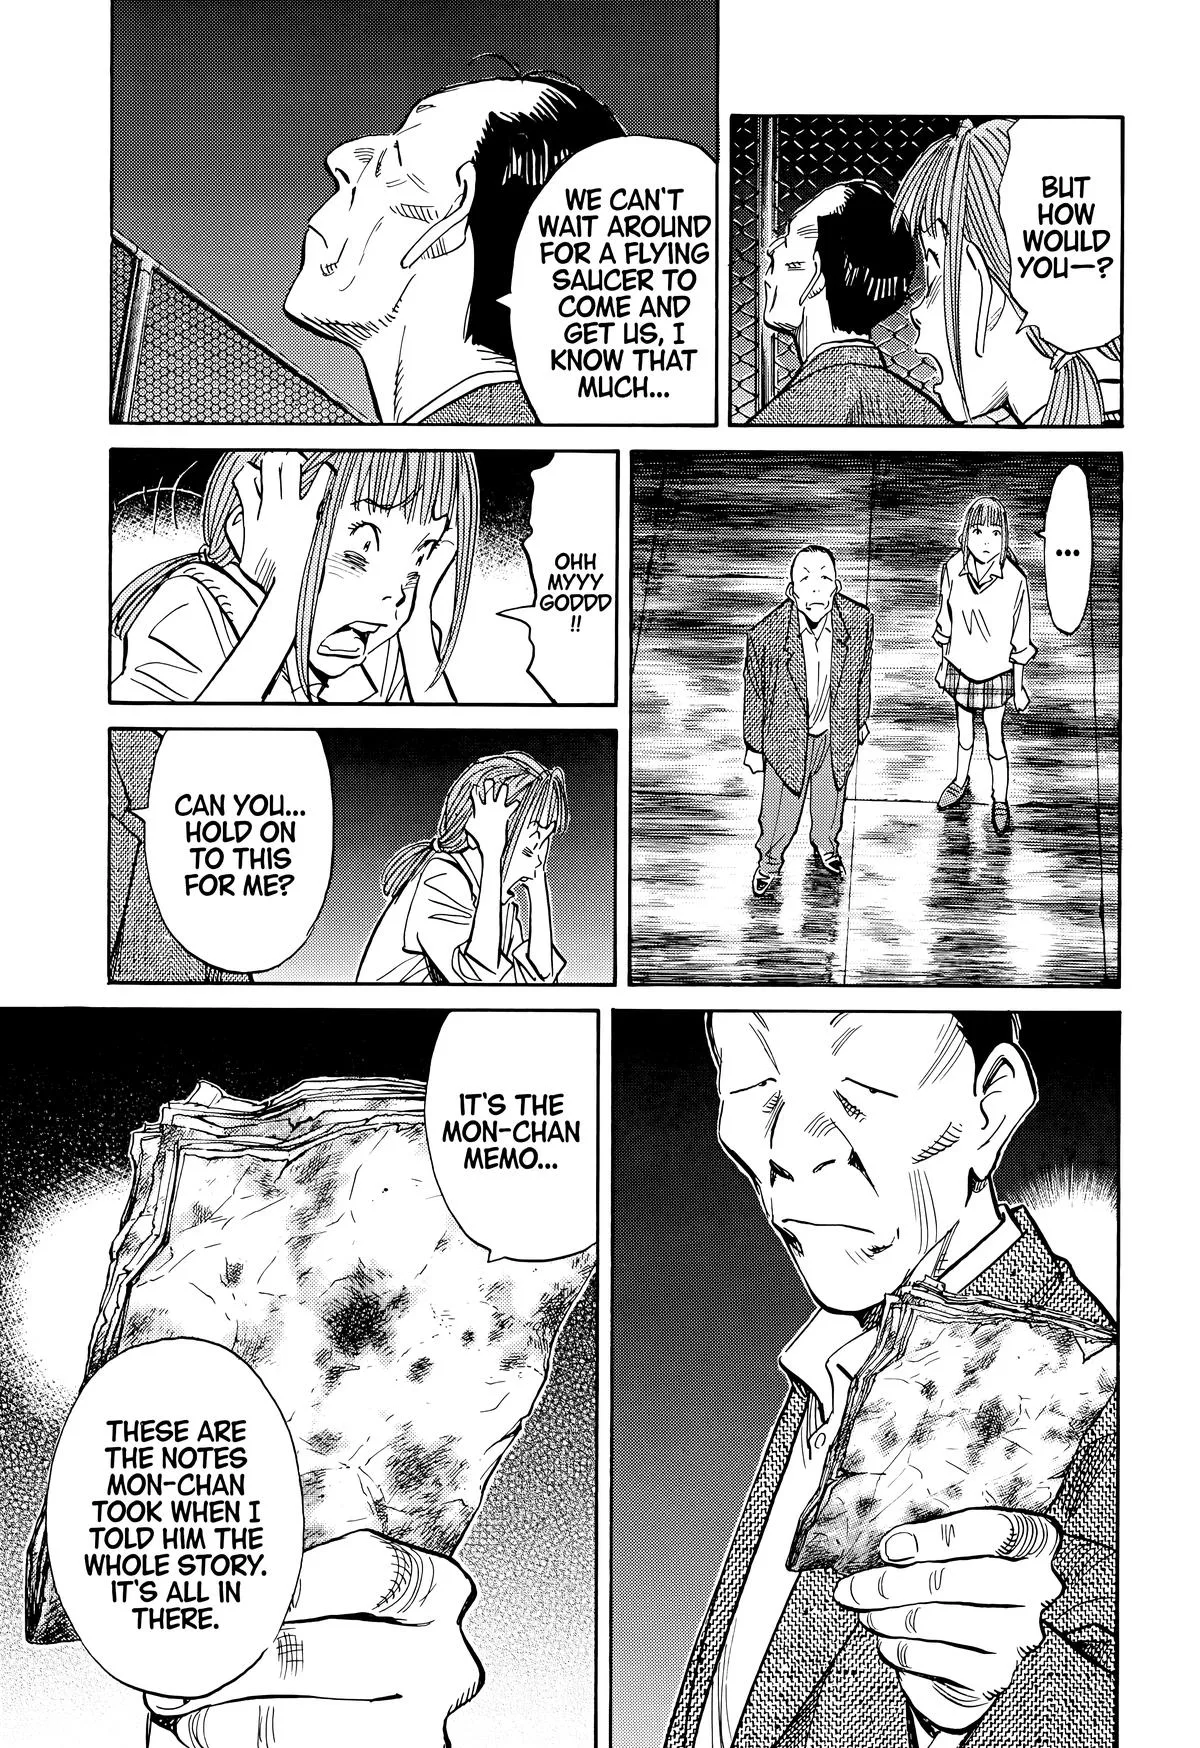 BUT
HOW
WOULD
YOU—?
WE CAN'T
WAIT AROUND
FOR A FLYING
SAUCER TO
COME AND
GET US, I
KNOW THAT
MUCH...
...
OHH
MYYY
GODDD
!!
CAN YOU...
HOLD ON
TO THIS
FOR ME?
IT'S THE
MON-CHAN
MEMO...
THESE ARE
THE NOTES
MON-CHAN
TOOK WHEN I
TOLD HIM THE
WHOLE STORY.
IT'S ALL IN
THERE.